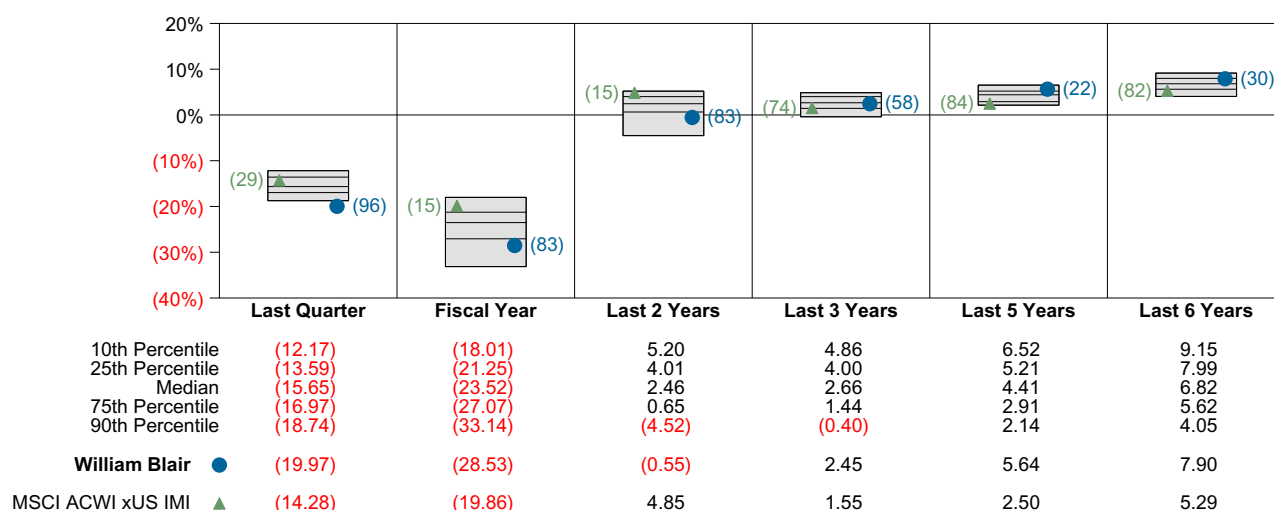 20%
10%
0%
(10%)
(20%)
(30%)
(40%)
(29) (96)
(15) (83)
(15) (83)
(74) (58)
(84) (22)
(82) (30)
Last Quarter Fiscal Year Last 2 Years Last 3 Years Last 5 Years Last 6 Years
10th Percentile (12.17) (18.01) 5.20 4.86 6.52 9.15
25th Percentile (13.59) (21.25) 4.01 4.00 5.21 7.99
Median (15.65) (23.52) 2.46 2.66 4.41 6.82
75th Percentile (16.97) (27.07) 0.65 1.44 2.91 5.62
90th Percentile (18.74) (33.14) (4.52) (0.40) 2.14 4.05
William Blair (19.97) (28.53) (0.55) 2.45 5.64 7.90
MSCI ACWI xUS IMI (14.28) (19.86) 4.85 1.55 2.50 5.29